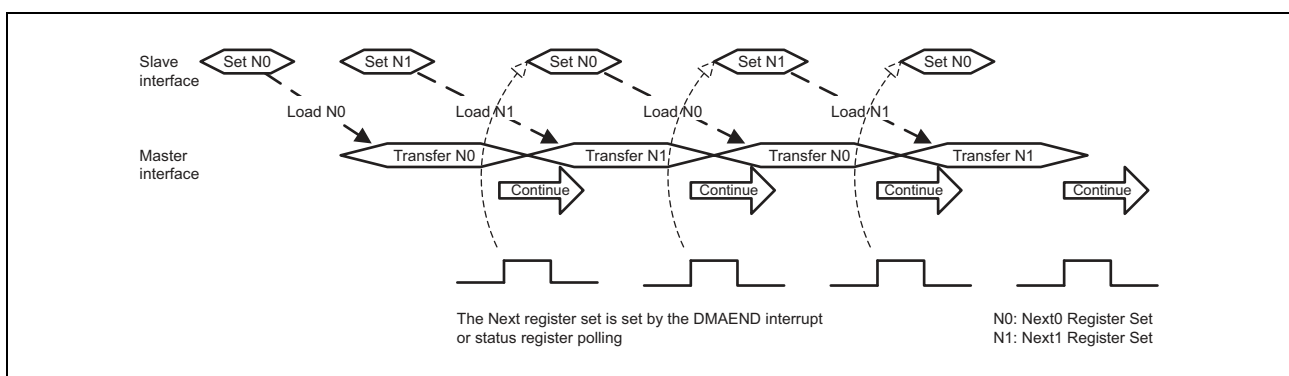 Slave
interface
Set N0
Set N1
Set N0
Set N1
Set N0
Load N0
Load N1
Load N0
Load N1
Master
interface
Transfer N0
Transfer N1
Transfer N0
Transfer N1
Continue
Continue
Continue
Continue
The Next register set is set by the DMAEND interrupt
or status register polling
N0: Next0 Register Set
N1: Next1 Register Set